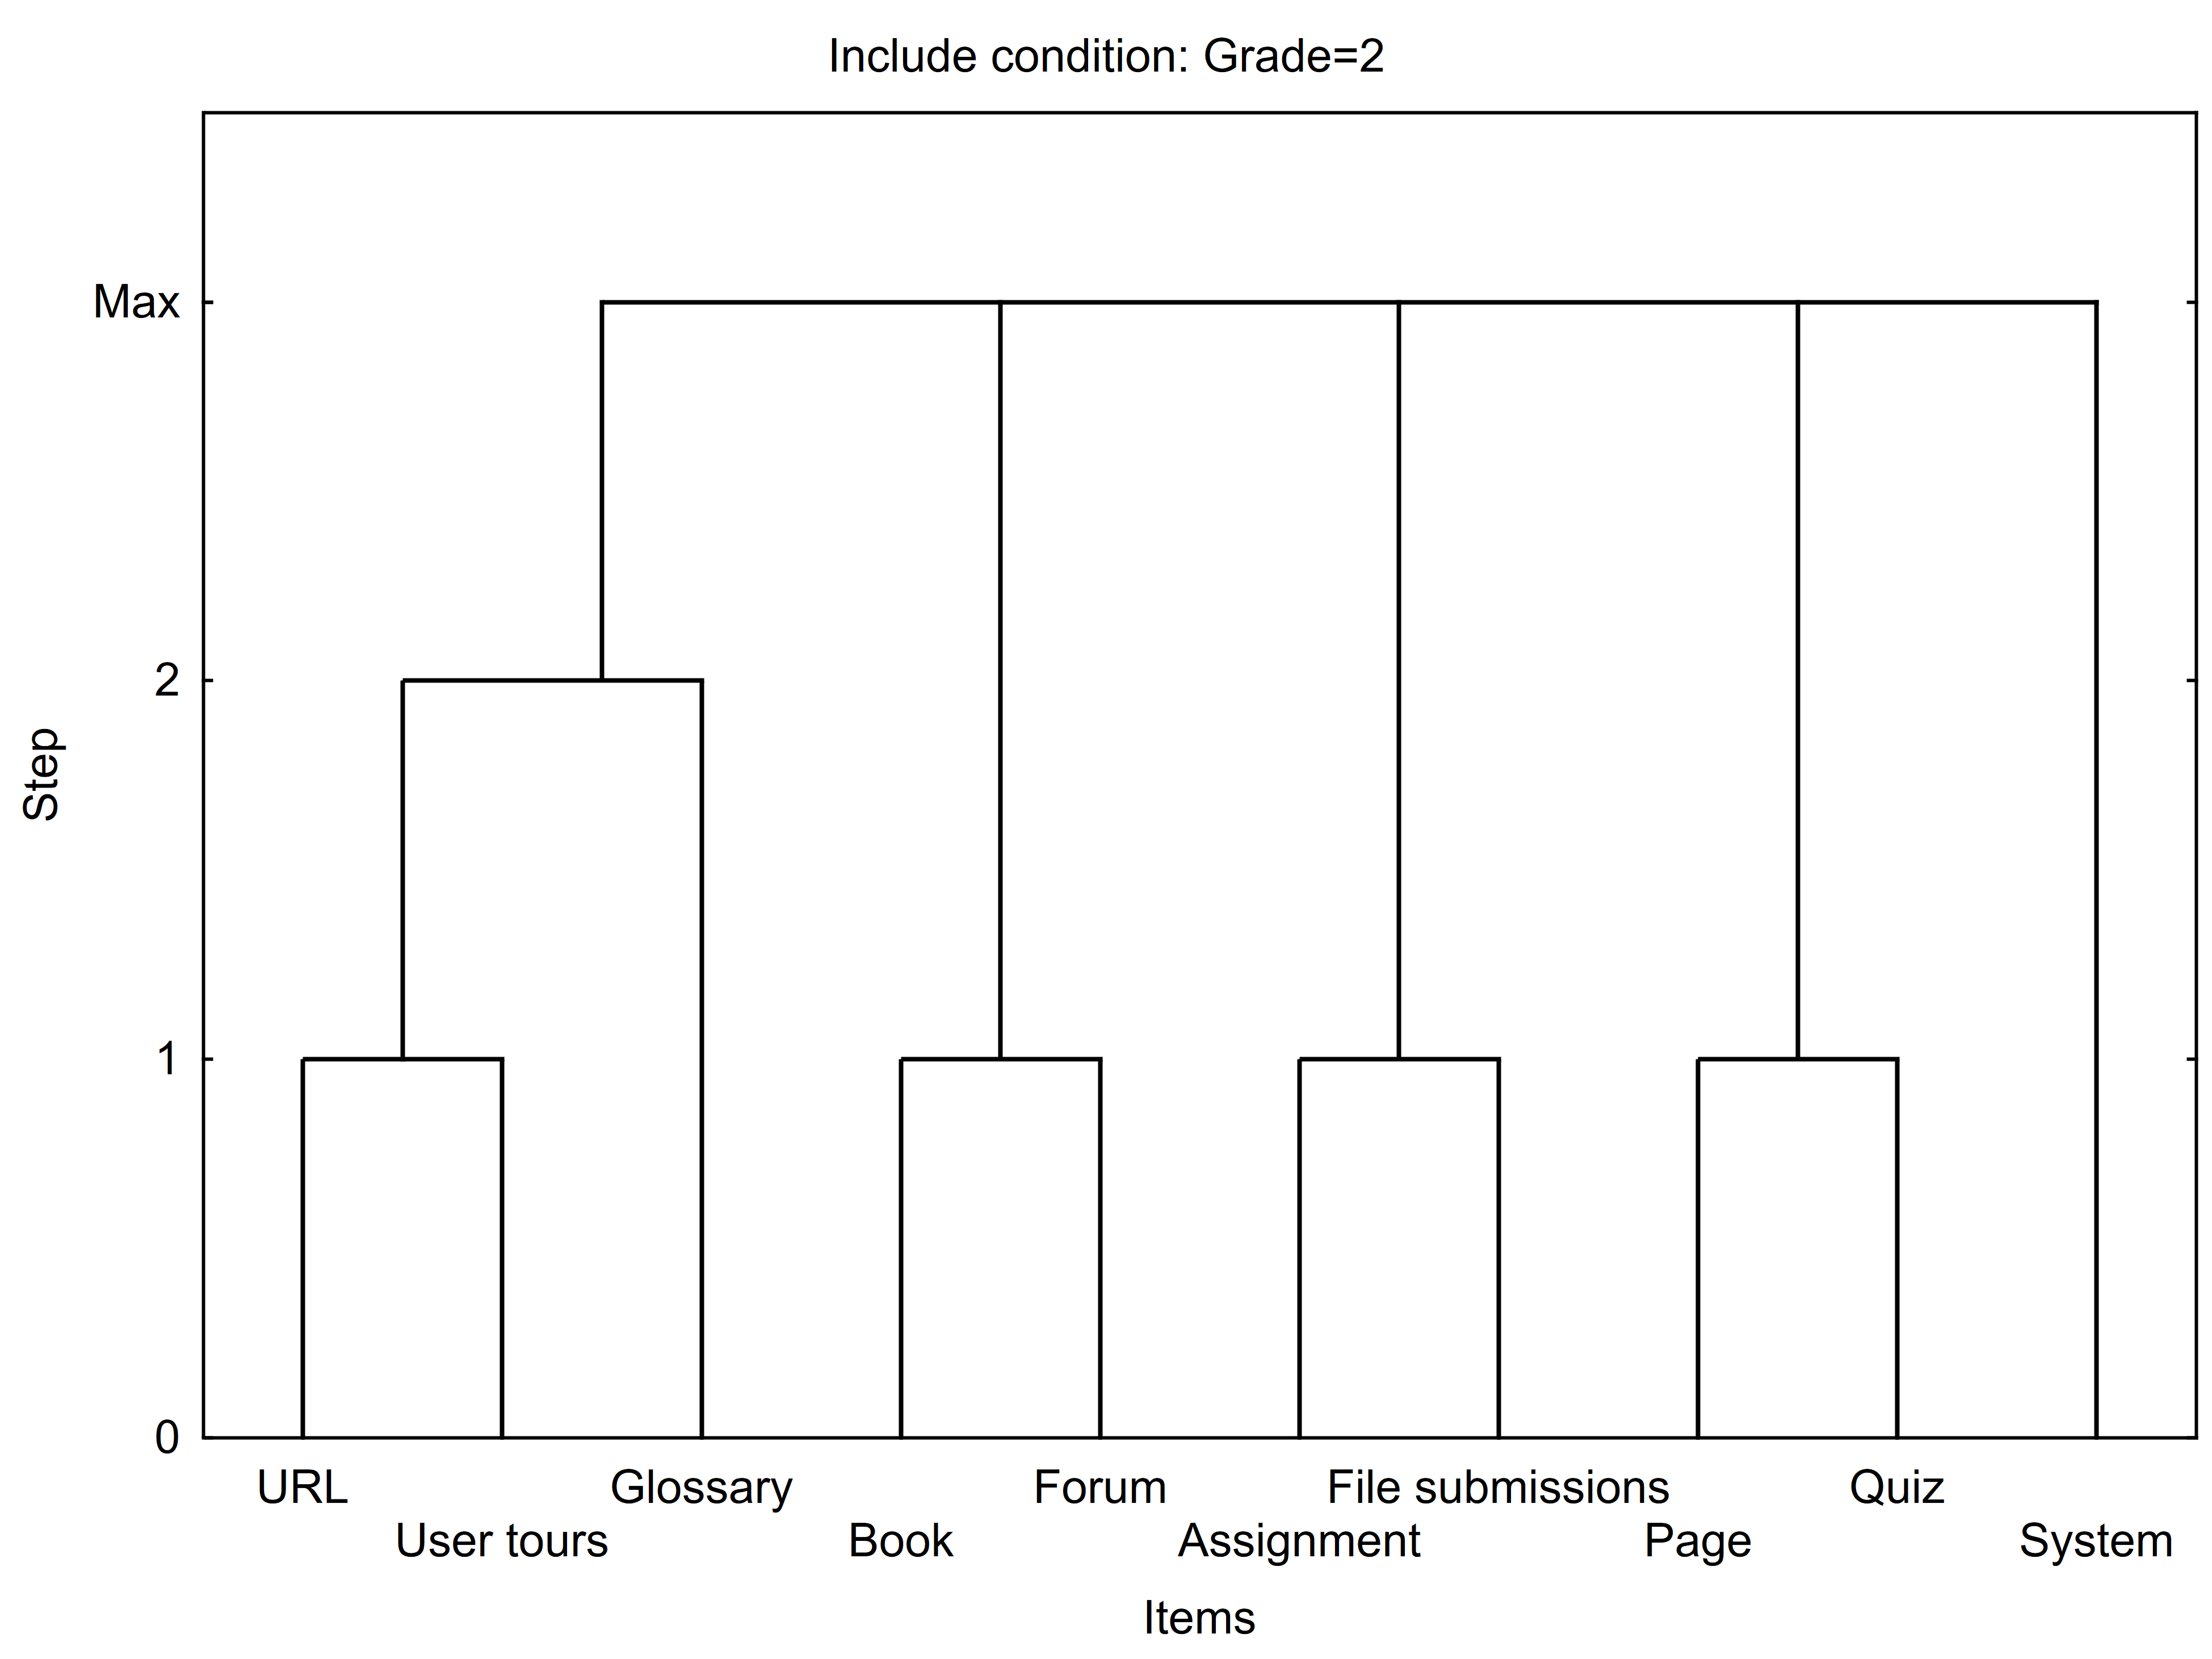 Include condition: Grade=2
Max
2
1
0
Step
URL Glossary Forum File submissions Quiz
User tours Book Assignment Page System
Items